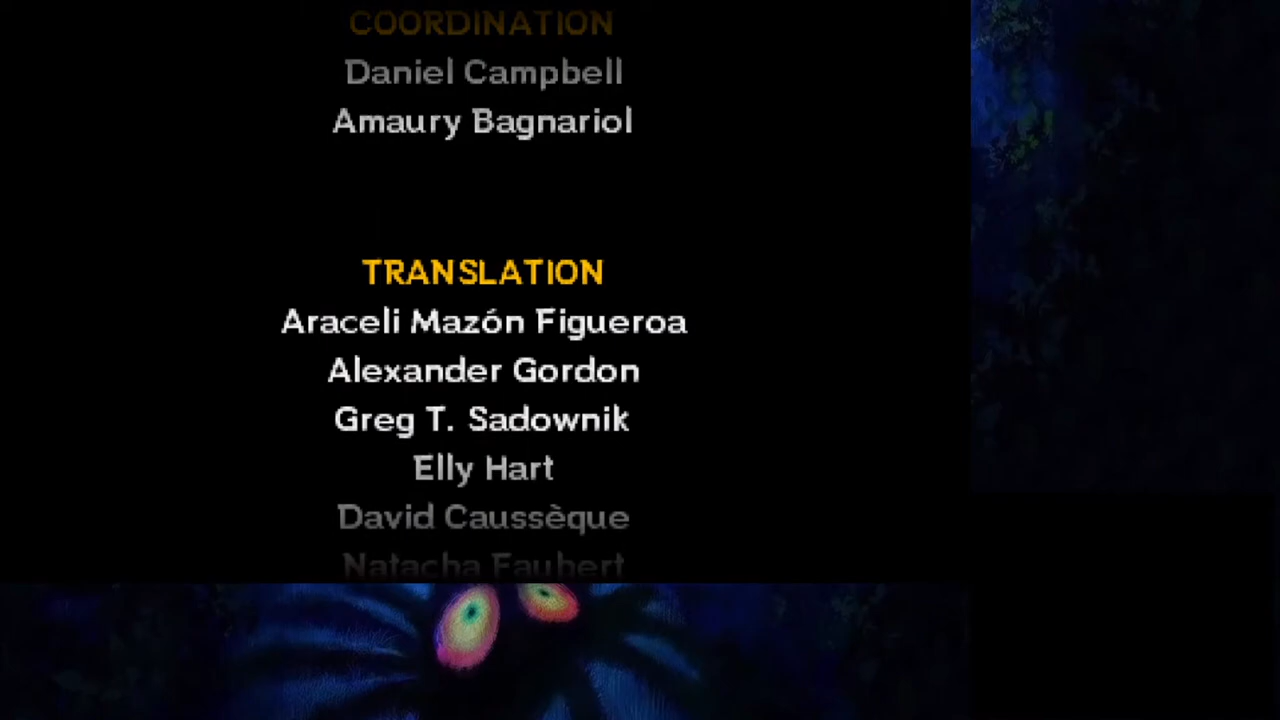 COORDINATION
Daniel Campbell
Amaury Bagnariol
TRANSLATION
Araceli Mazón Figueroa
Alexander Gordon
Greg T. Sadownik
Elly Hart
David Caussèque
Natacha Faubert